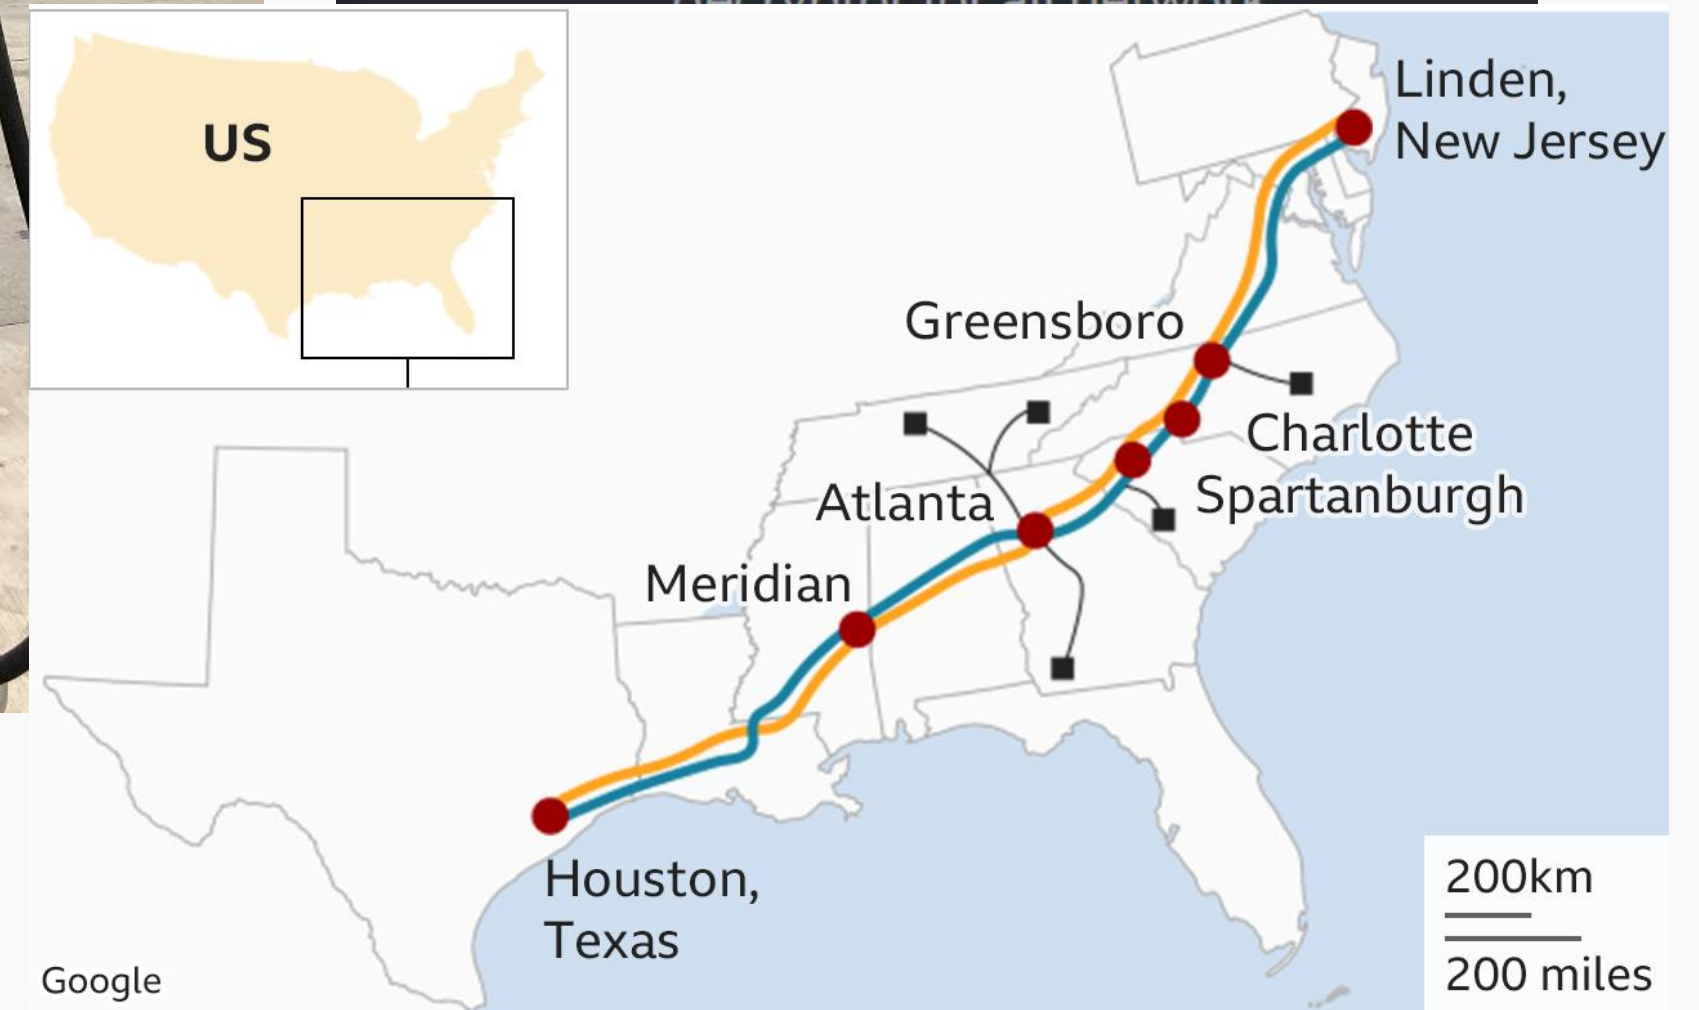 US
Linden,
New Jersey
Greensboro
Charlotte
Spartanburgh
Atlanta
Meridian
Houston,
Texas
200km
200 miles
Google